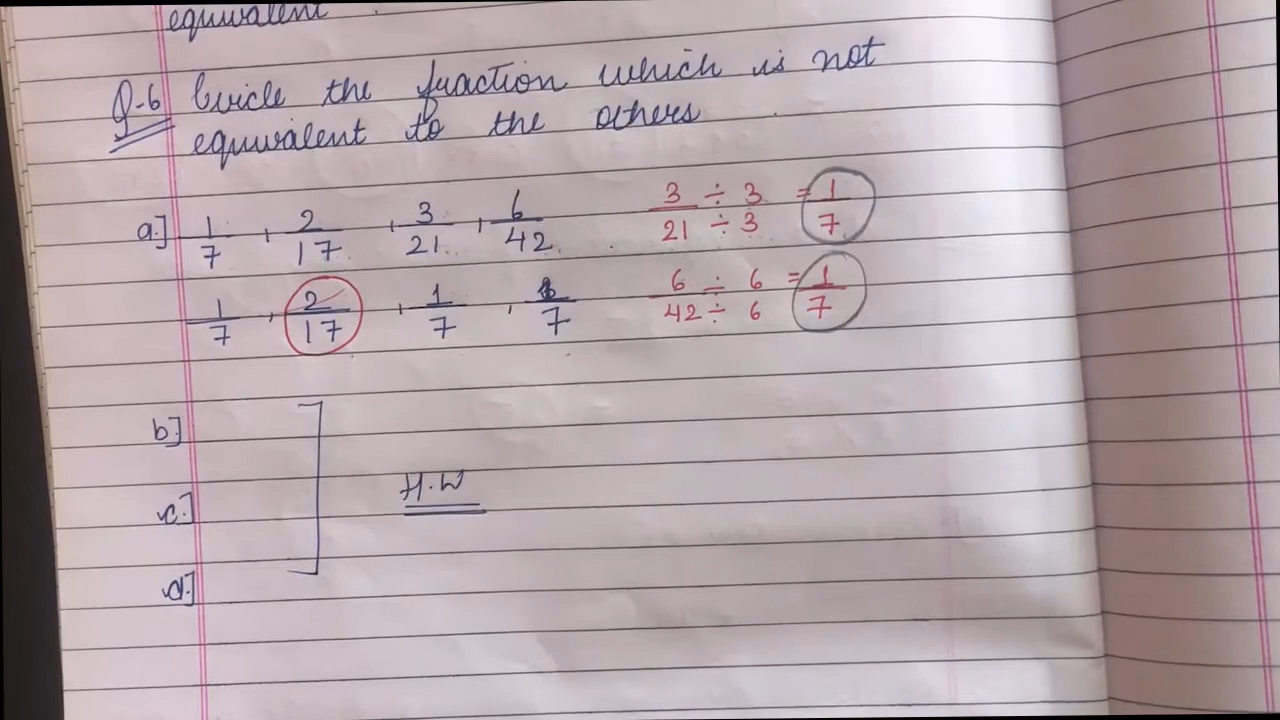 equivalent .
Q-6 Circle the fraction which is not
equivalent to the others .
a.] 1/7 , 2/17 , 3/21 , 6/42 3 ÷ 3 / 21 ÷ 3 = 1/7
1/7 , 2/17 , 1/7 , 1/7 6 ÷ 6 / 42 ÷ 6 = 1/7
b.]
c.]
H.W
d.]